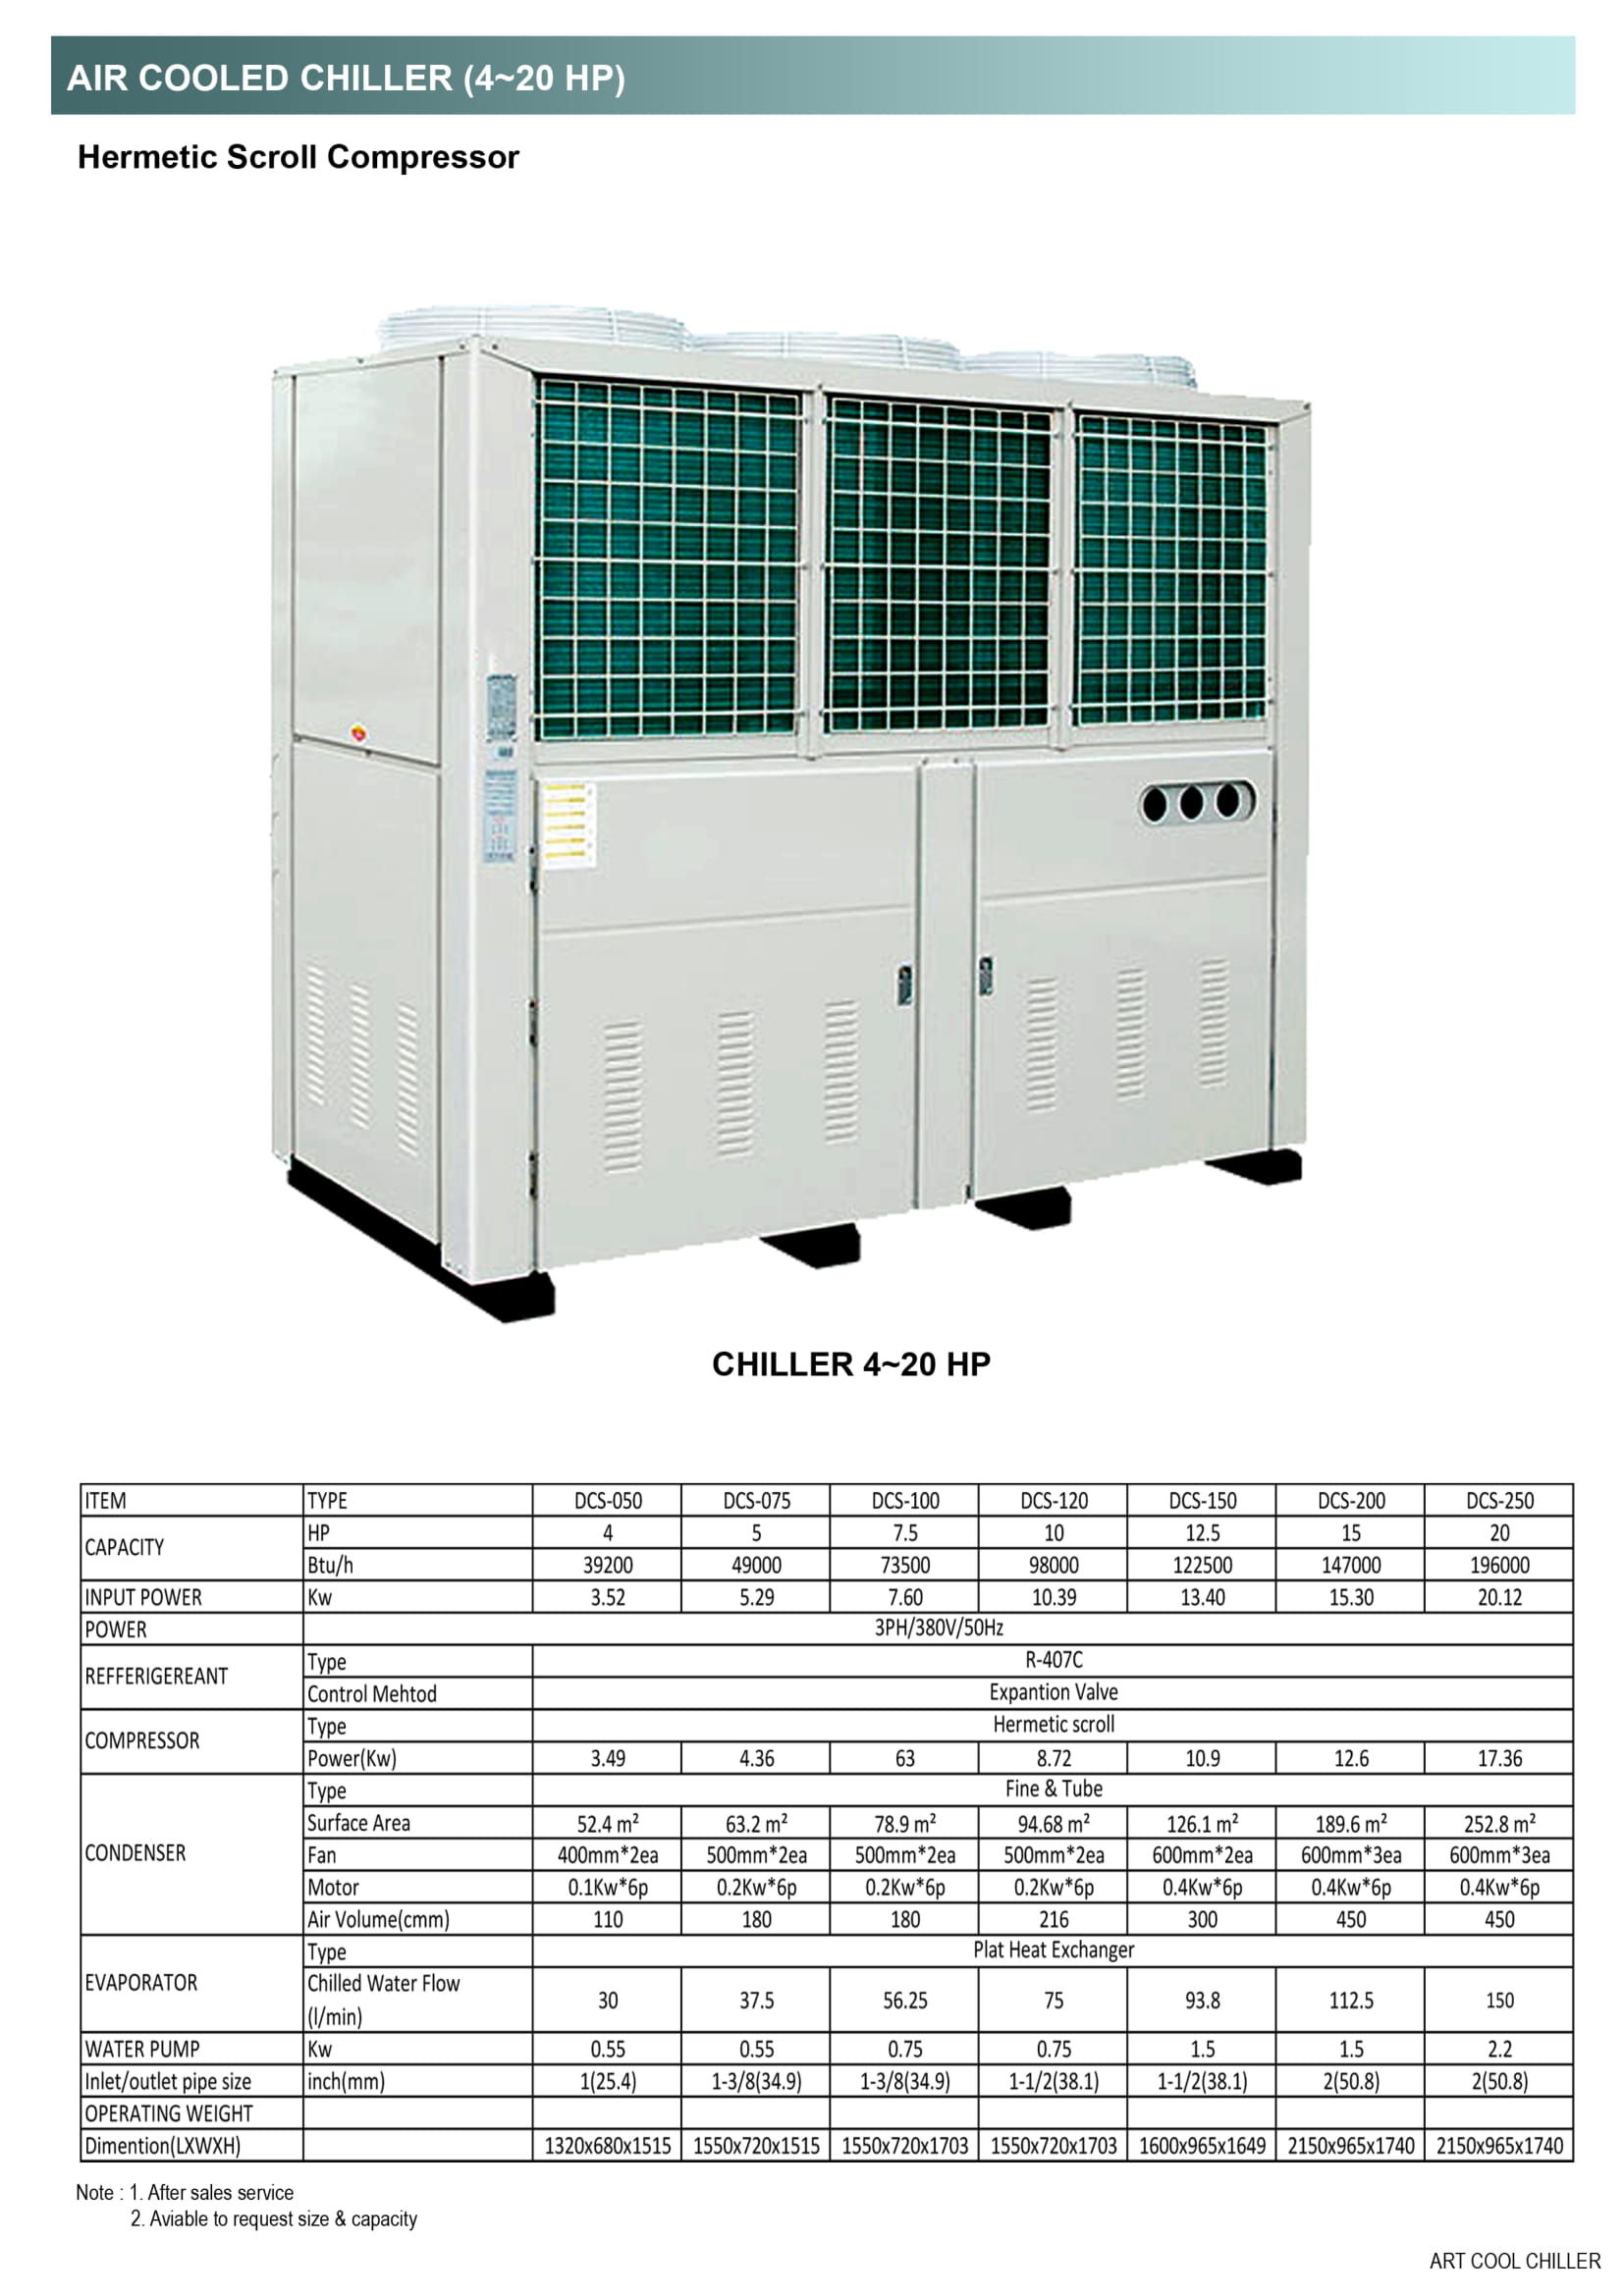 AIR COOLED CHILLER (4~20 HP)
Hermetic Scroll Compressor
CHILLER 4~20 HP
ITEM TYPE DCS-050 DCS-075 DCS-100 DCS-120 DCS-150 DCS-200 DCS-250
CAPACITY HP 4 5 7.5 10 12.5 15 20
Btu/h 39200 49000 73500 98000 122500 147000 196000
INPUT POWER Kw 3.52 5.29 7.60 10.39 13.40 15.30 20.12
POWER 3PH/380V/50Hz
REFFERIGEREANT Type R-407C
Control Mehtod Expantion Valve
COMPRESSOR Type Hermetic scroll
Power(Kw) 3.49 4.36 63 8.72 10.9 12.6 17.36
CONDENSER Type Fine & Tube
Surface Area 52.4 m² 63.2 m² 78.9 m² 94.68 m² 126.1 m² 189.6 m² 252.8 m²
Fan 400mm*2ea 500mm*2ea 500mm*2ea 500mm*2ea 600mm*2ea 600mm*3ea 600mm*3ea
Motor 0.1Kw*6p 0.2Kw*6p 0.2Kw*6p 0.2Kw*6p 0.4Kw*6p 0.4Kw*6p 0.4Kw*6p
Air Volume(cmm) 110 180 180 216 300 450 450
EVAPORATOR Type Plat Heat Exchanger
Chilled Water Flow
(l/min) 30 37.5 56.25 75 93.8 112.5 150
WATER PUMP Kw 0.55 0.55 0.75 0.75 1.5 1.5 2.2
Inlet/outlet pipe size inch(mm) 1(25.4) 1-3/8(34.9) 1-3/8(34.9) 1-1/2(38.1) 1-1/2(38.1) 2(50.8) 2(50.8)
OPERATING WEIGHT
Dimention(LXWXH) 1320x680x1515 1550x720x1515 1550x720x1703 1550x720x1703 1600x965x1649 2150x965x1740 2150x965x1740
Note : 1. After sales service
2. Aviable to request size & capacity
ART COOL CHILLER